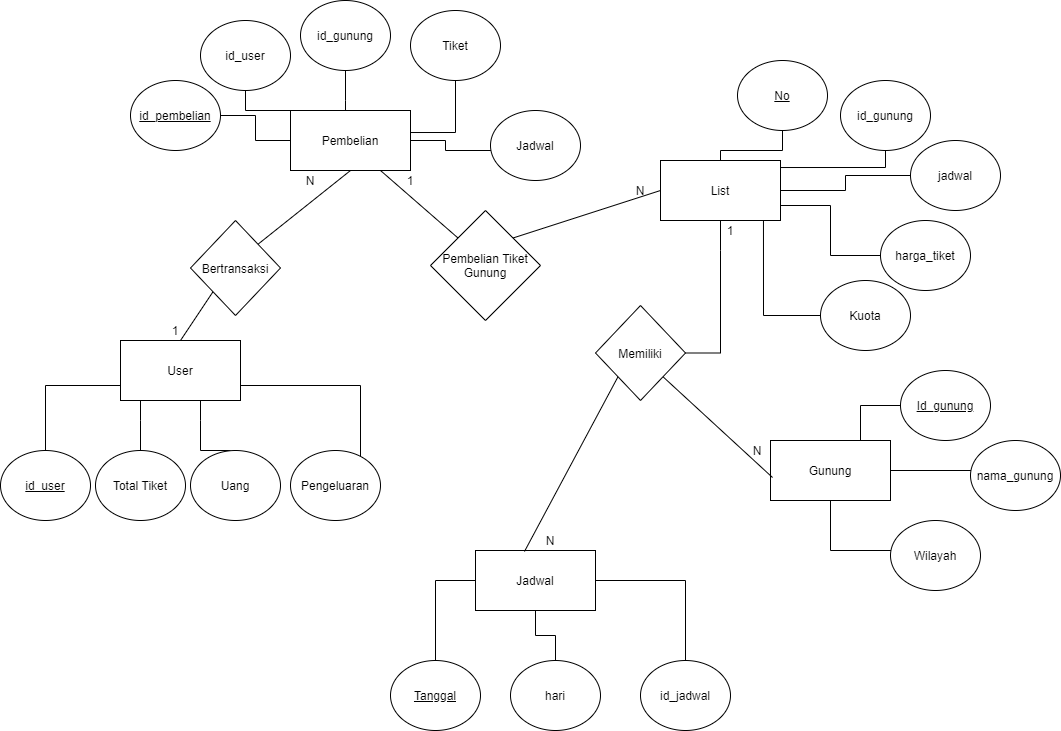 id_user
id_gunung
Tiket
id_pembelian
Pembelian
Jadwal
No
id_gunung
jadwal
List
harga_tiket
Kuota
N
1
N
1
Bertransaksi
Pembelian Tiket
Gunung
1
User
Memiliki
id_user
Total Tiket
Uang
Pengeluaran
Id_gunung
N
Gunung
nama_gunung
Wilayah
N
Jadwal
Tanggal
hari
id_jadwal